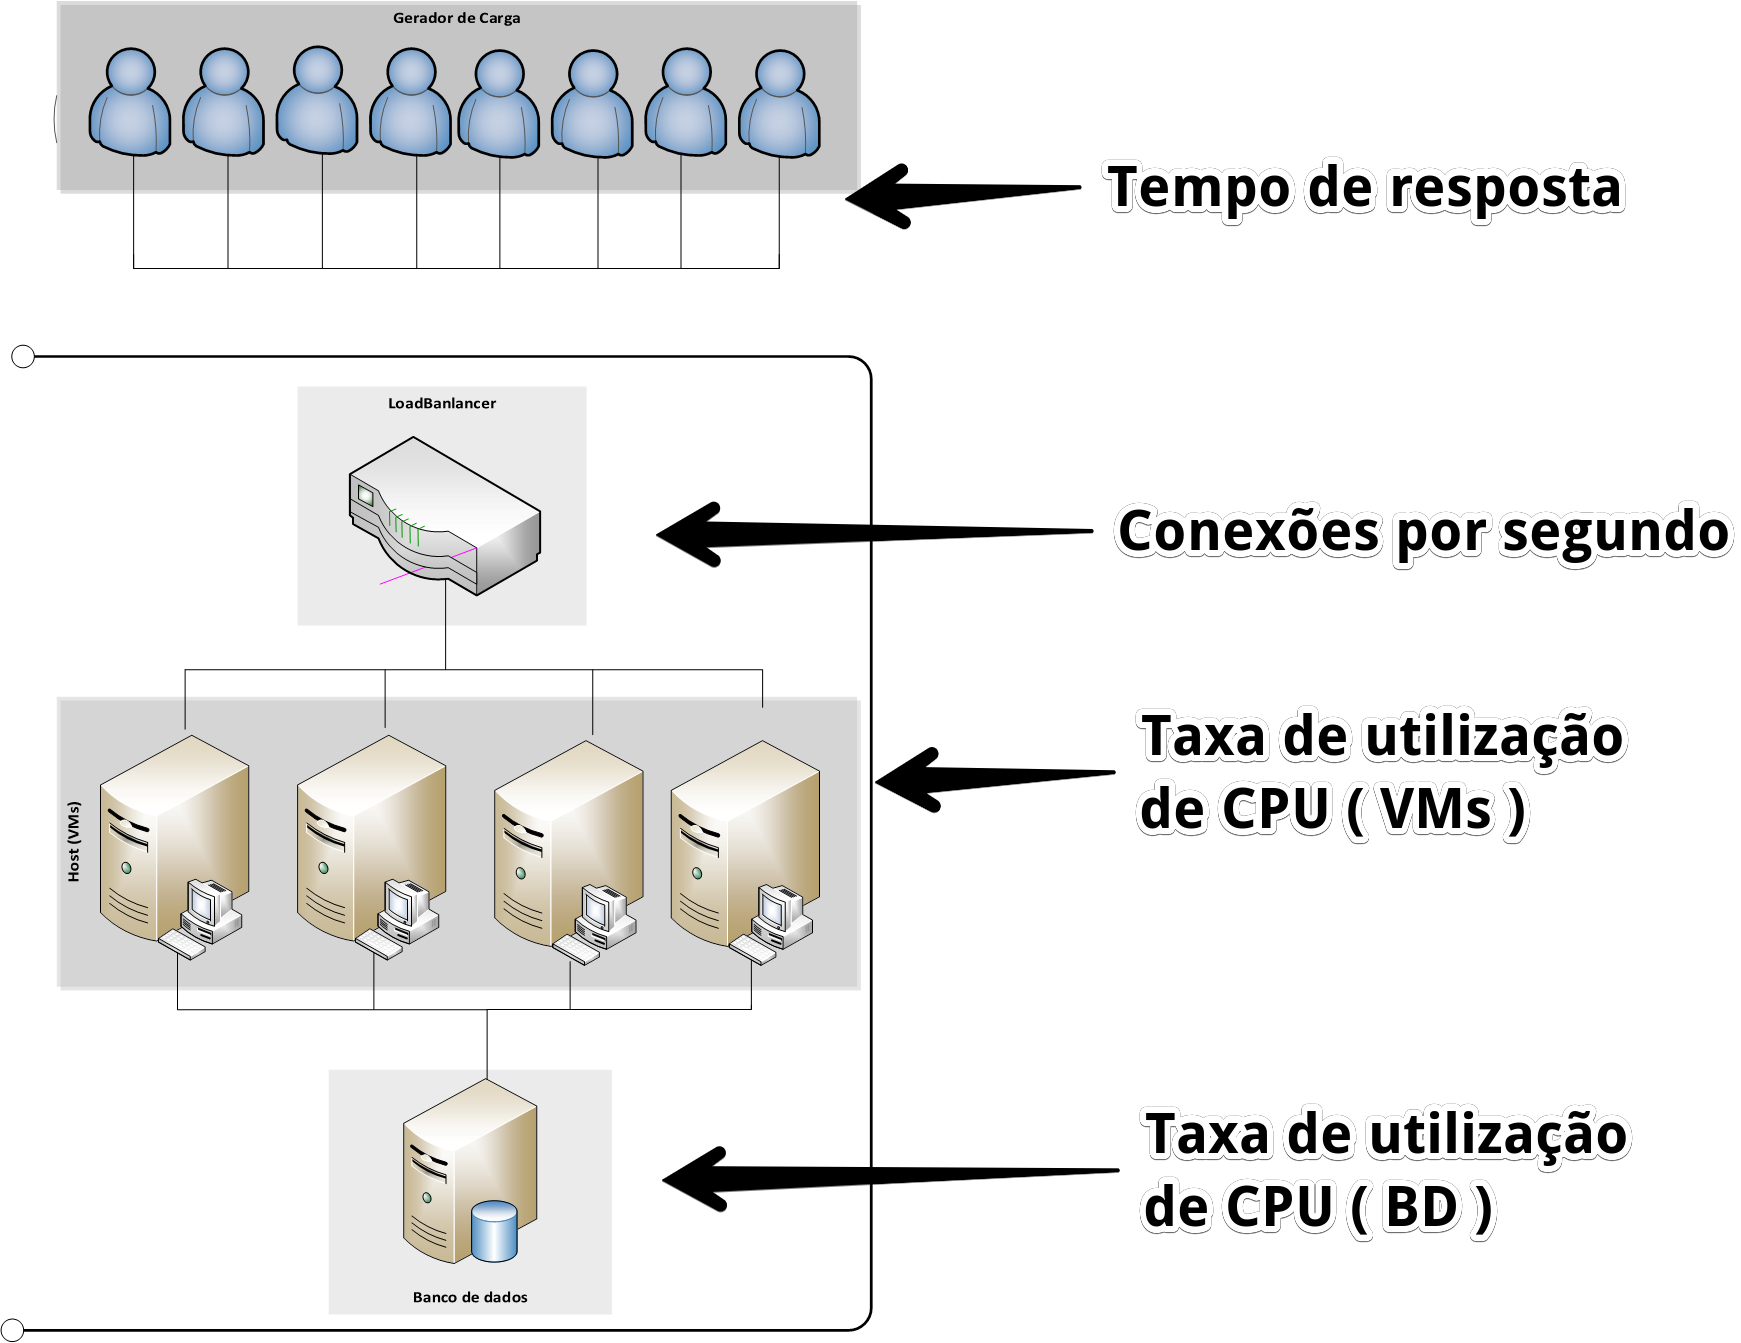 Gerador de Carga
Tempo de resposta
LoadBanlancer
Conexões por segundo
Taxa de utilização
de CPU ( VMs )
Host (VMs)
Taxa de utilização
de CPU ( BD )
Banco de dados